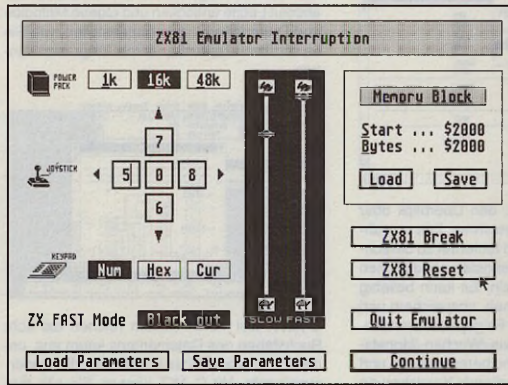 ZX81 Emulator Interruption
POWER PACK
1k 16k 48k
7
JOYSTICK
5 0 8
6
KEYPAD
Num Hex Cur
ZX FAST Mode Black out
SLOW FAST
Load Parameters Save Parameters
Memory Block
Start ... $2000
Bytes ... $2000
Load Save
ZX81 Break
ZX81 Reset
Quit Emulator
Continue